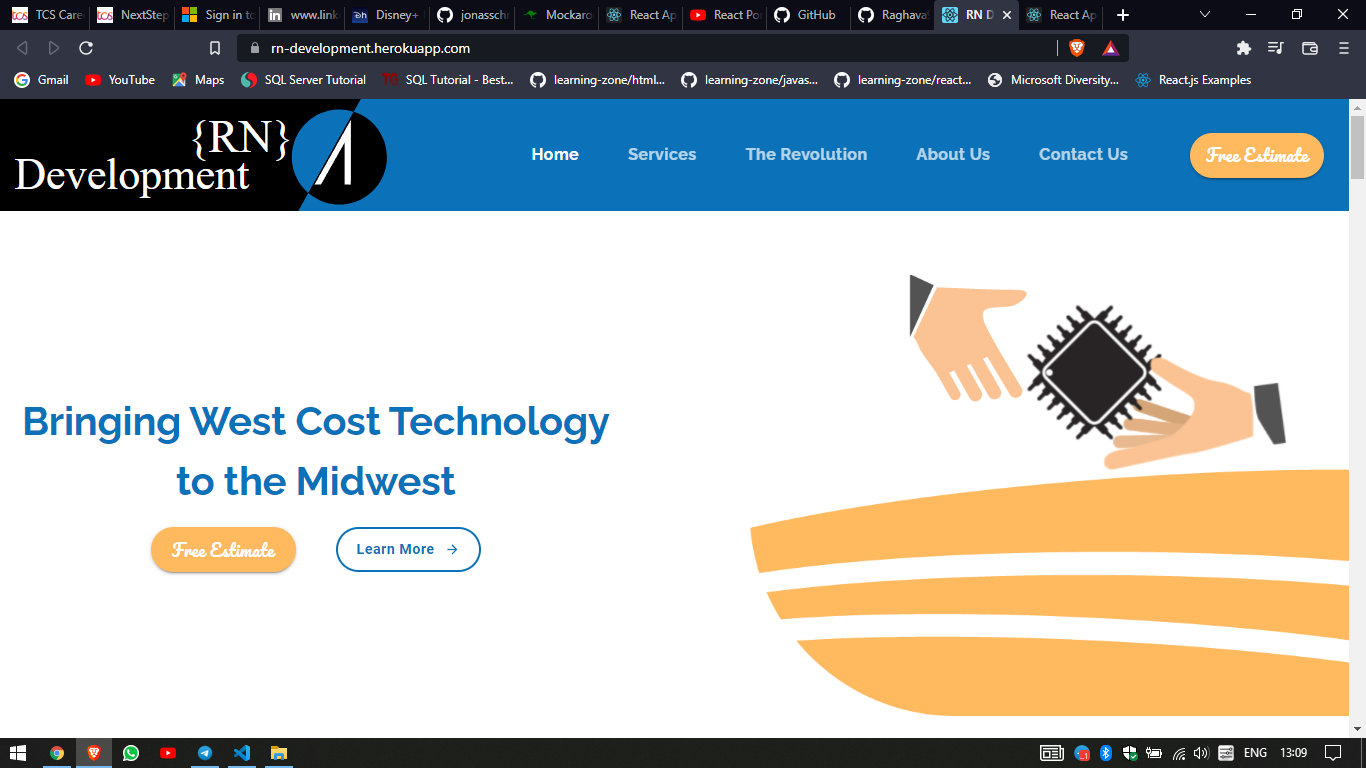 TCS Care
NextStep
Sign in to
www.link
Disney+
jonassch
Mockaro
React Ap
React Por
GitHub
Raghava
RN D
React Ap
rn-development.herokuapp.com
Gmail
YouTube
Maps
SQL Server Tutorial
SQL Tutorial - Best...
learning-zone/html...
learning-zone/javas...
learning-zone/react...
Microsoft Diversity...
React.js Examples
{RN}
Development
Home
Services
The Revolution
About Us
Contact Us
Free Estimate
Bringing West Cost Technology
to the Midwest
Free Estimate
Learn More
ENG
13:09